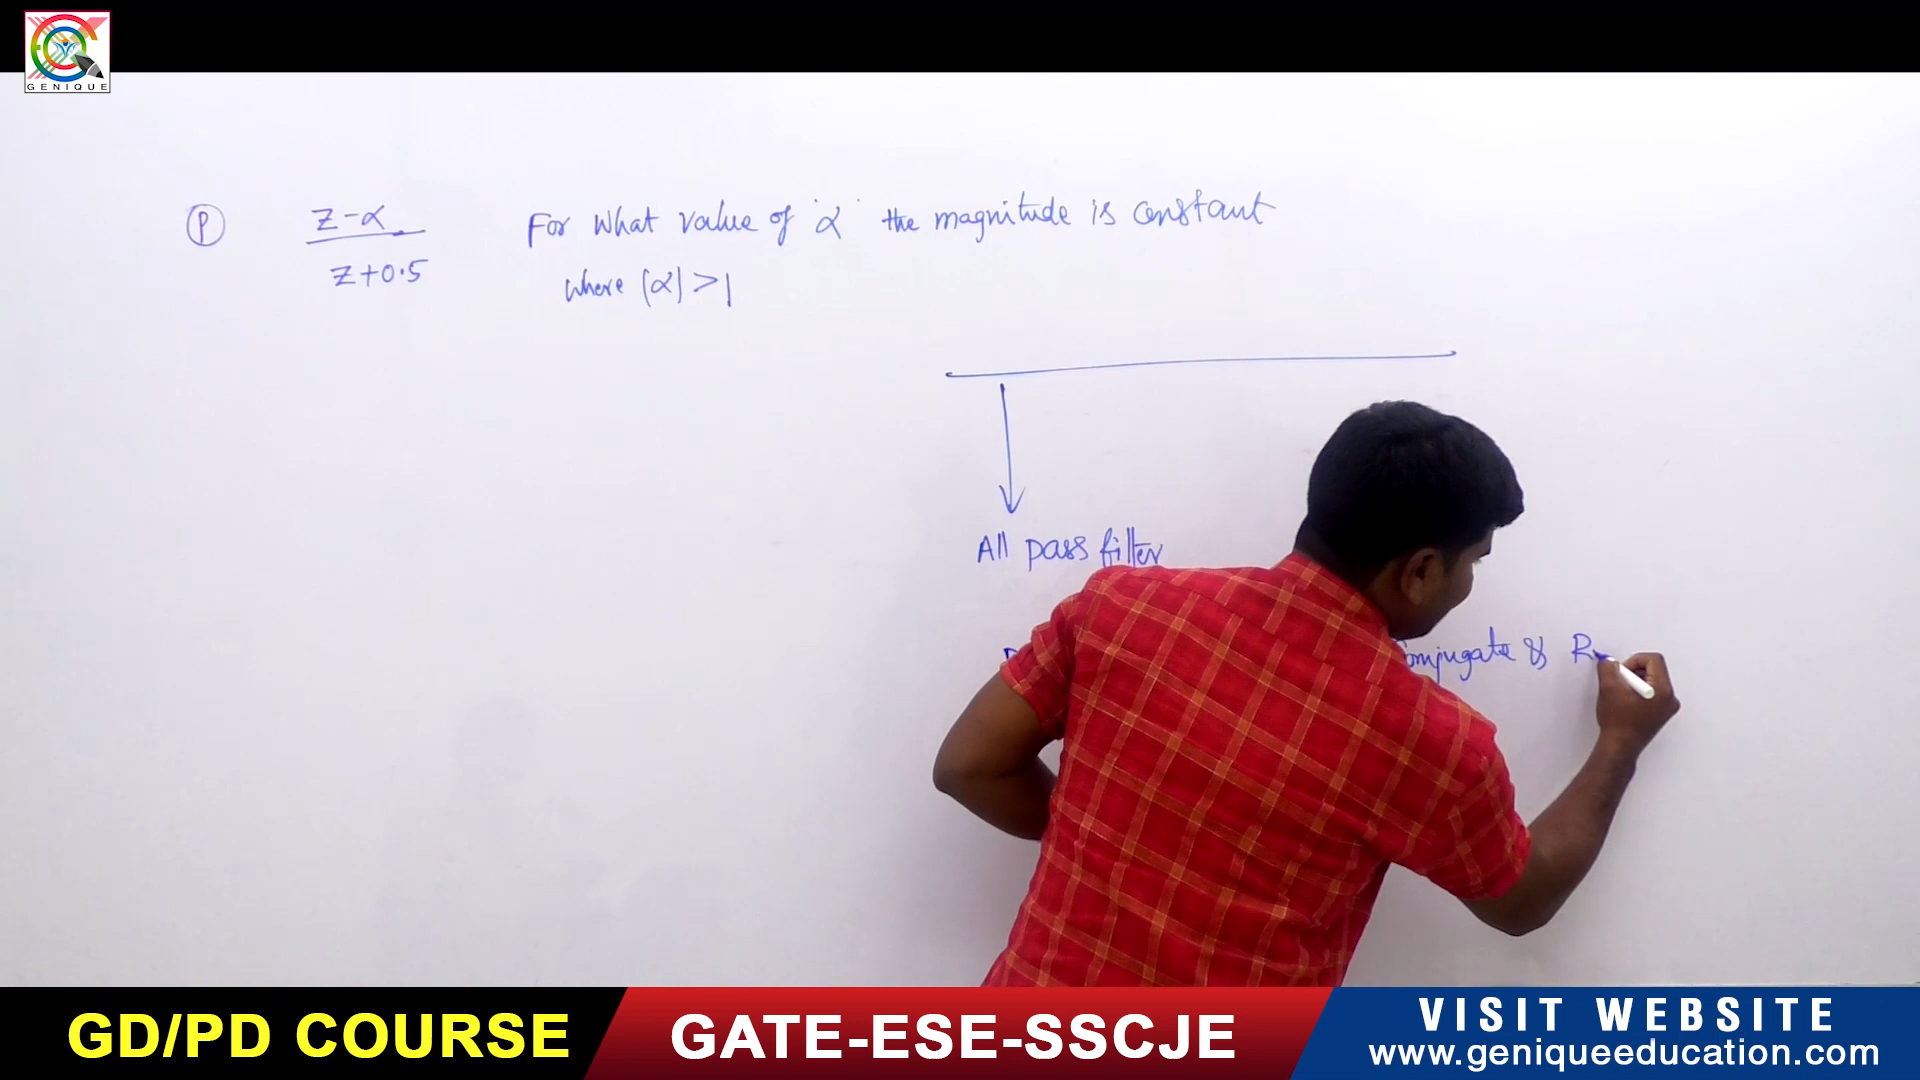 GENIQUE
P z-α / z+0.5 For What value of 'α' the magnitude is constant
where |α| > 1
All pass filter
Conjugate &
GD/PD COURSE
GATE-ESE-SSCJE
VISIT WEBSITE
www.geniqueeducation.com